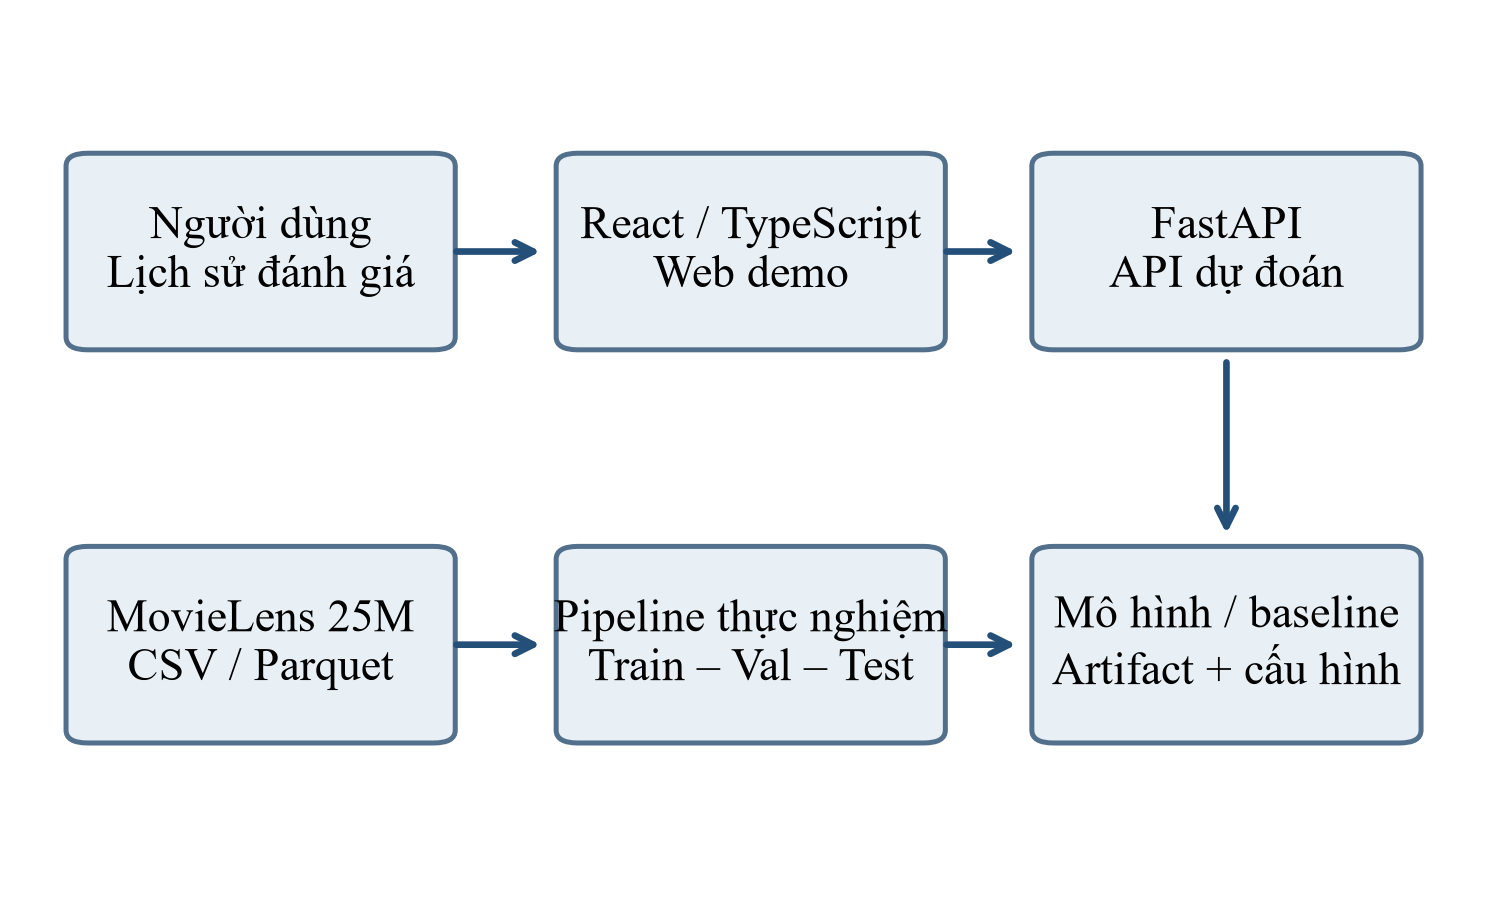 Người dùng
Lịch sử đánh giá
React / TypeScript
Web demo
FastAPI
API dự đoán
MovieLens 25M
CSV / Parquet
Pipeline thực nghiệm
Train – Val – Test
Mô hình / baseline
Artifact + cấu hình